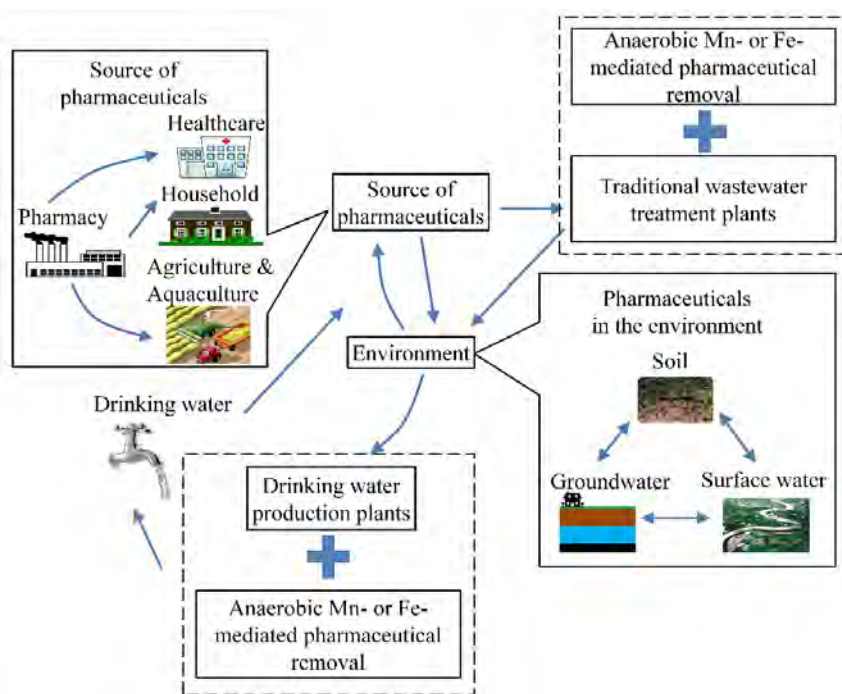 Source of
pharmaceuticals
Healthcare
Household
Pharmacy
Agriculture &
Aquaculture
Source of
pharmaceuticals
Anaerobic Mn- or Fe-
mediated pharmaceutical
removal
Traditional wastewater
treatment plants
Environment
Pharmaceuticals
in the environment
Soil
Groundwater
Surface water
Drinking water
Drinking water
production plants
Anaerobic Mn- or Fe-
mediated pharmaceutical
removal